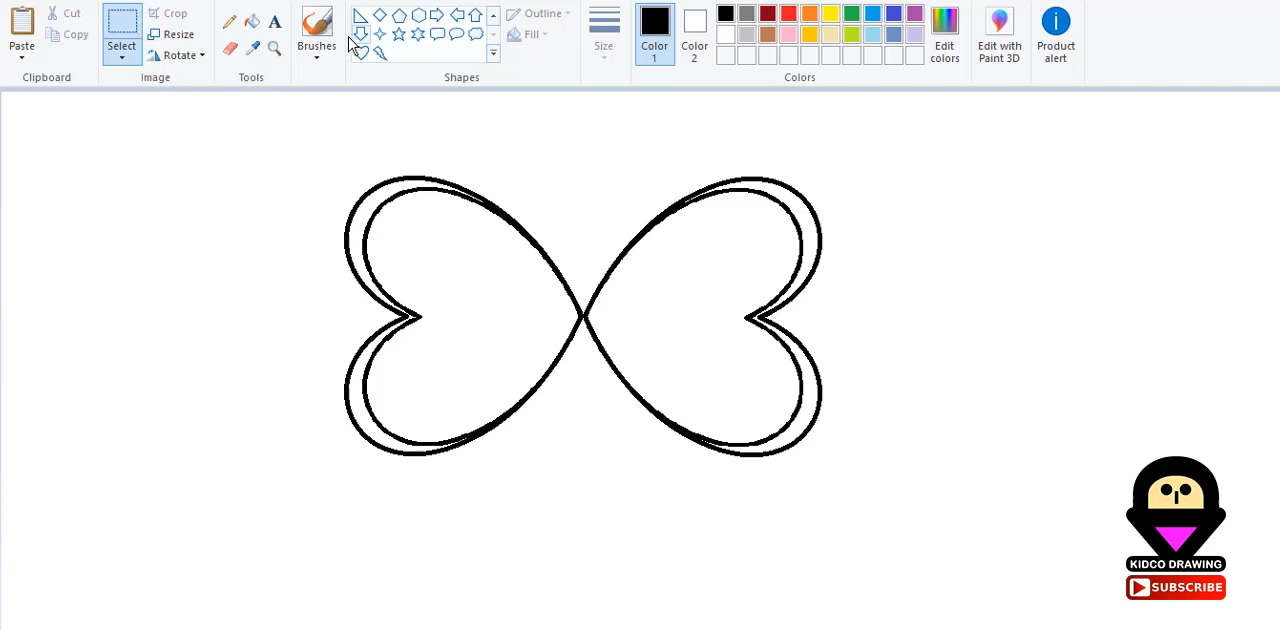 Paste
Cut
Copy
Clipboard
Select
Crop
Resize
Rotate
Image
A
Tools
Brushes
Shapes
Outline
Fill
Size
Color
1
Color
2
Colors
Edit
colors
Edit with
Paint 3D
Product
alert
KIDCO DRAWING
SUBSCRIBE